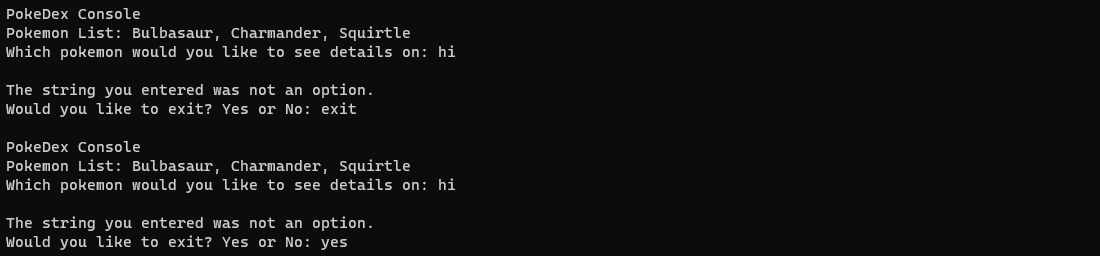 PokeDex Console
Pokemon List: Bulbasaur, Charmander, Squirtle
Which pokemon would you like to see details on: hi
The string you entered was not an option.
Would you like to exit? Yes or No: exit
PokeDex Console
Pokemon List: Bulbasaur, Charmander, Squirtle
Which pokemon would you like to see details on: hi
The string you entered was not an option.
Would you like to exit? Yes or No: yes